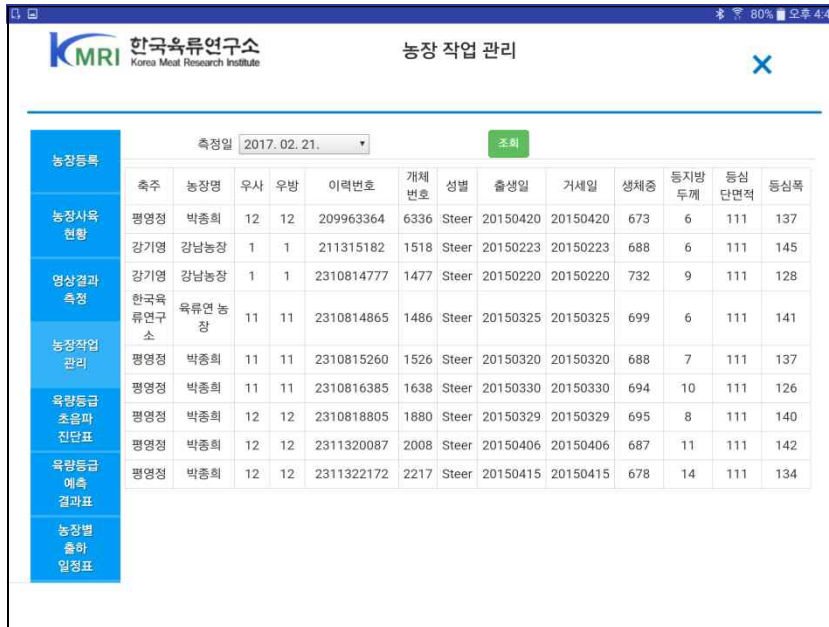 80% 오후 4:4
KMRI 한국육류연구소
Korea Meat Research Institute
농장 작업 관리
×
측정일 2017. 02. 21. 조회
농장등록
농장사육
현황
영상결과
측정
농장작업
관리
육량등급
초음파
진단표
육량등급
예측
결과표
농장별
출하
일정표
축주 농장명 우사 우방 이력번호 개체번호 성별 출생일 거세일 생체중 등지방두께 등심단면적 등심폭
평영정 박종희 12 12 209963364 6336 Steer 20150420 20150420 673 6 111 137
강기영 강남농장 1 1 211315182 1518 Steer 20150223 20150223 688 6 111 145
강기영 강남농장 1 1 2310814777 1477 Steer 20150220 20150220 732 9 111 128
한국육류연구소 육류연 농장 11 11 2310814865 1486 Steer 20150325 20150325 699 6 111 141
평영정 박종희 11 11 2310815260 1526 Steer 20150320 20150320 688 7 111 137
평영정 박종희 11 11 2310816385 1638 Steer 20150330 20150330 694 10 111 126
평영정 박종희 12 12 2310818805 1880 Steer 20150329 20150329 695 8 111 140
평영정 박종희 12 12 2311320087 2008 Steer 20150406 20150406 687 11 111 142
평영정 박종희 12 12 2311322172 2217 Steer 20150415 20150415 678 14 111 134